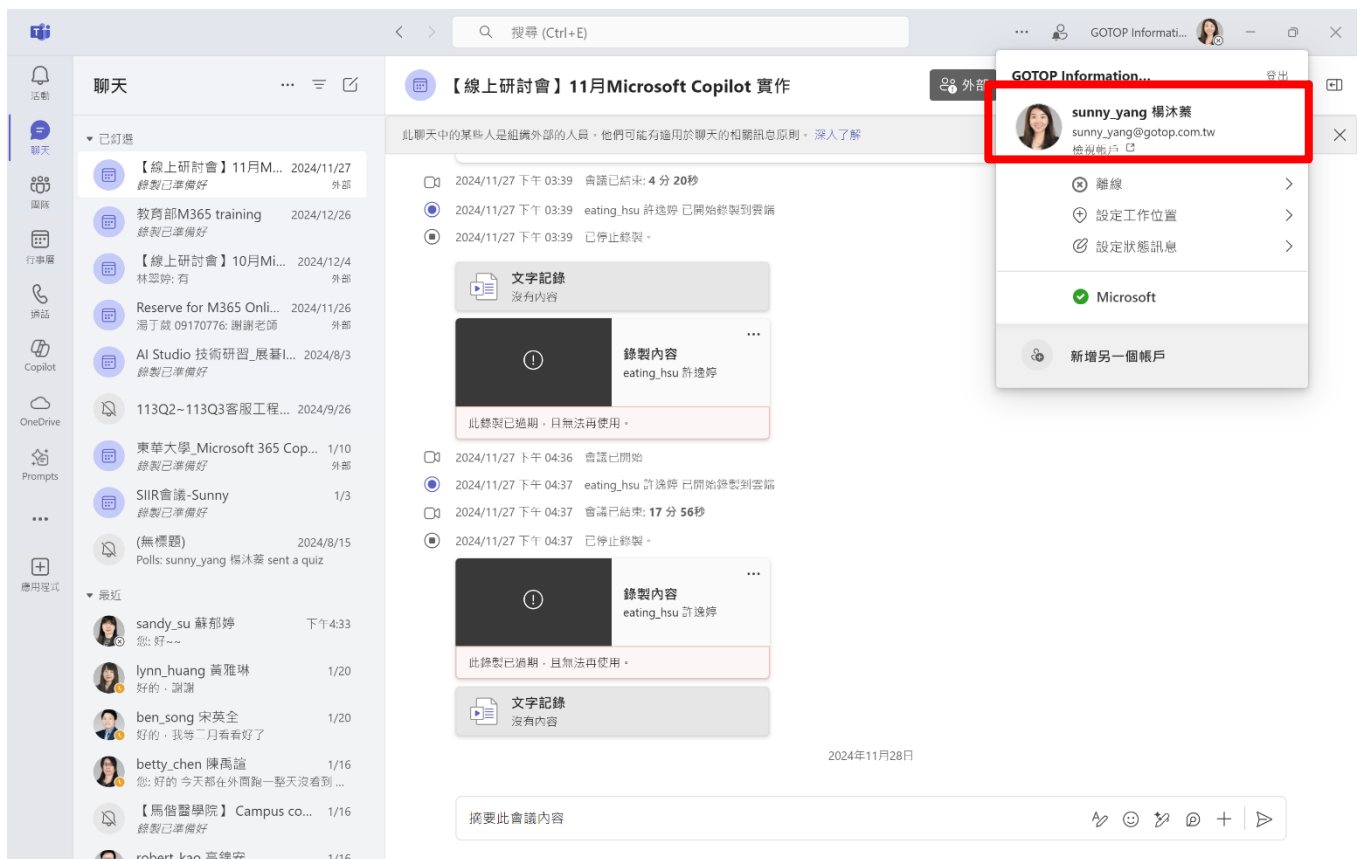 搜尋 (Ctrl+E)
GOTOP Informati...
活動
聊天
團隊
行事曆
通話
Copilot
OneDrive
Prompts
應用程式
聊天
已釘選
【線上研討會】11月M... 2024/11/27
錄製已準備好 外部
教育部M365 training 2024/12/26
錄製已準備好
【線上研討會】10月Mi... 2024/12/4
林翠婷: 有 外部
Reserve for M365 Onli... 2024/11/26
09170776: 謝謝老師 外部
AI Studio 技術研習_展碁I... 2024/8/3
錄製已準備好
113Q2~113Q3客服工程... 2024/9/26
東華大學_Microsoft 365 Cop... 1/10
錄製已準備好 外部
SIIR會議-Sunny 1/3
錄製已準備好
(無標題) 2024/8/15
Polls: sunny_yang 楊沐蓁 sent a quiz
最近
sandy_su 蘇郁婷 下午4:33
您: 好~~
lynn_huang 黃雅琳 1/20
好的,謝謝
ben_song 宋英全 1/20
好的,我等二月看看好了
betty_chen 陳禹諠 1/16
您: 好的 今天都在外面跑一整天沒看到 ...
【馬偕醫學院】 Campus co... 1/16
錄製已準備好
robert_kao 高錦安 1/16
【線上研討會】11月Microsoft Copilot 實作
外部
此聊天中的某些人是組織外部的人員。他們可能有適用於聊天的相關訊息原則。 深入了解
2024/11/27 下午 03:39 會議已結束: 4 分 20秒
2024/11/27 下午 03:39 eating_hsu 許逸婷 已開始錄製到雲端
2024/11/27 下午 03:39 已停止錄製。
文字記錄
沒有內容
錄製內容
eating_hsu 許逸婷
此錄製已過期,且無法再使用。
2024/11/27 下午 04:36 會議已開始
2024/11/27 下午 04:37 eating_hsu 許逸婷 已開始錄製到雲端
2024/11/27 下午 04:37 會議已結束: 17 分 56秒
2024/11/27 下午 04:37 已停止錄製。
錄製內容
eating_hsu 許逸婷
此錄製已過期,且無法再使用。
文字記錄
沒有內容
2024年11月28日
摘要此會議內容
GOTOP Information... 登出
sunny_yang 楊沐蓁
sunny_yang@gotop.com.tw
檢視帳戶
離線
設定工作位置
設定狀態訊息
Microsoft
新增另一個帳戶